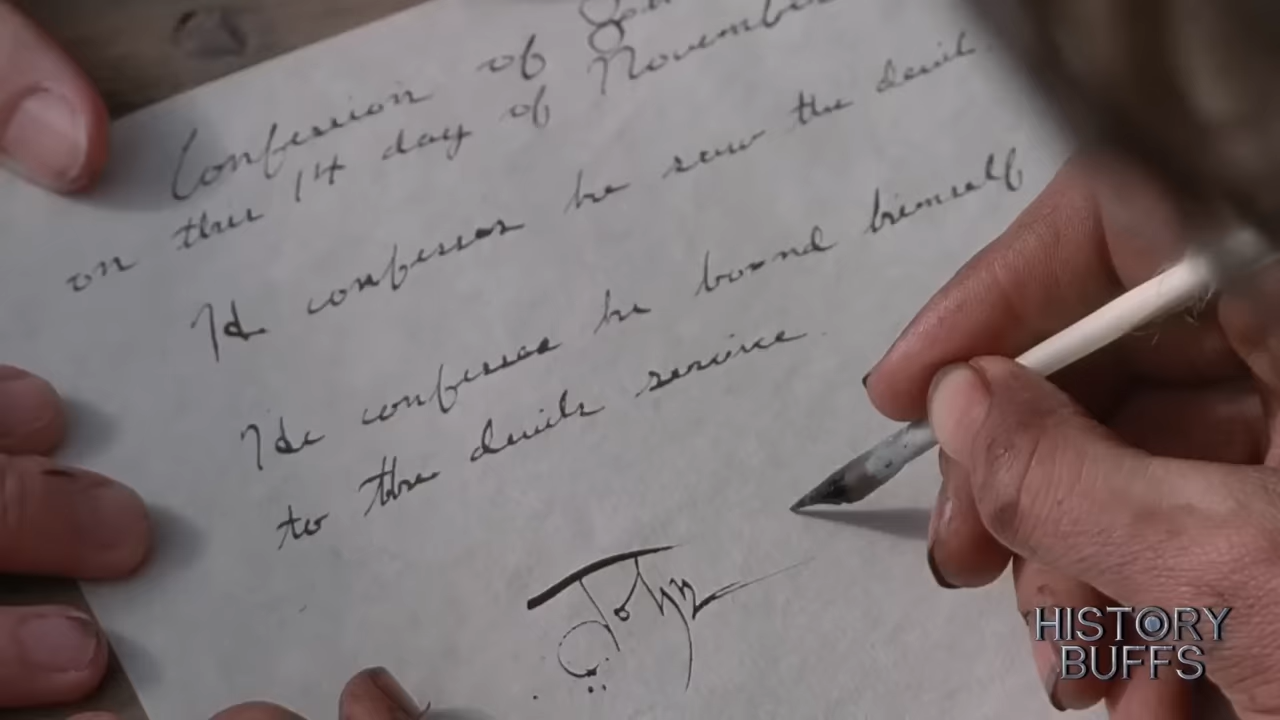 Confession of
on this 14 day of November
He confesses he saw the devil.
He confesses he bound himself
to the devils service.
John
HISTORY
BUFFS